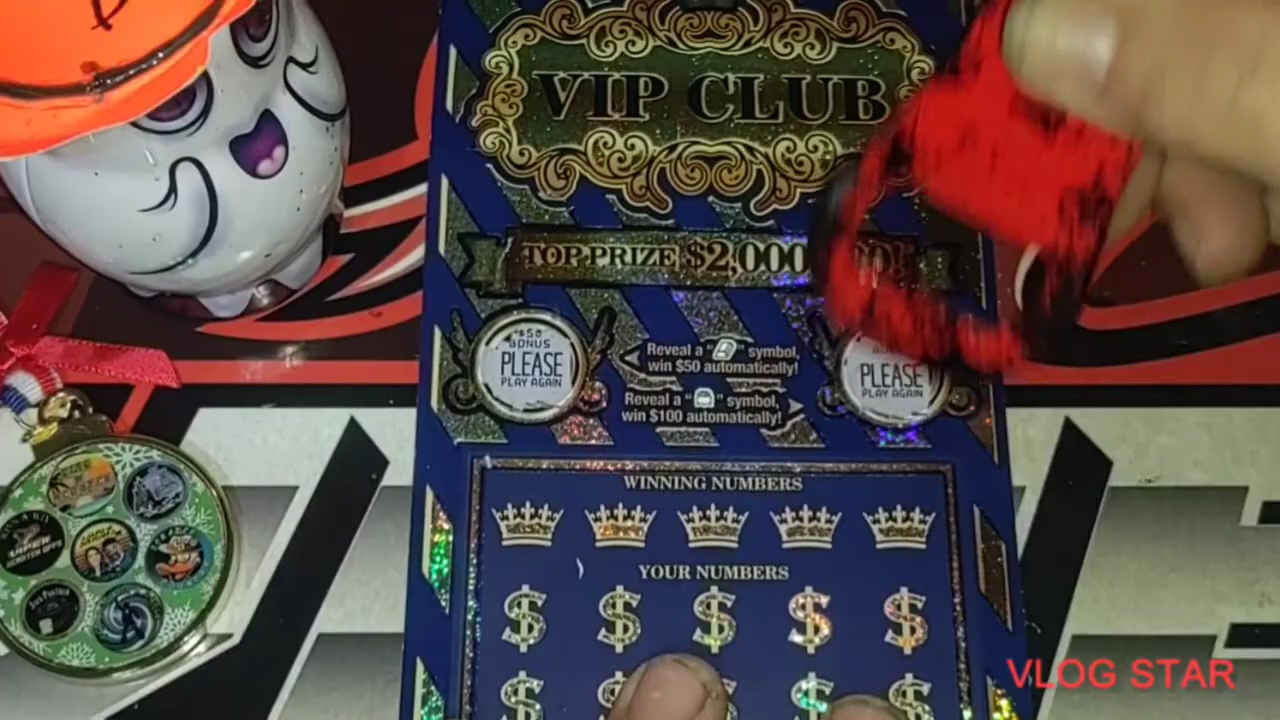 VIP CLUB
TOP PRIZE $2,000
$50
BONUS
PLEASE
PLAY AGAIN
Reveal a " " symbol,
win $50 automatically!
Reveal a " " symbol,
win $100 automatically!
PLEASE
PLAY AGAIN
WINNING NUMBERS
YOUR NUMBERS
VLOG STAR